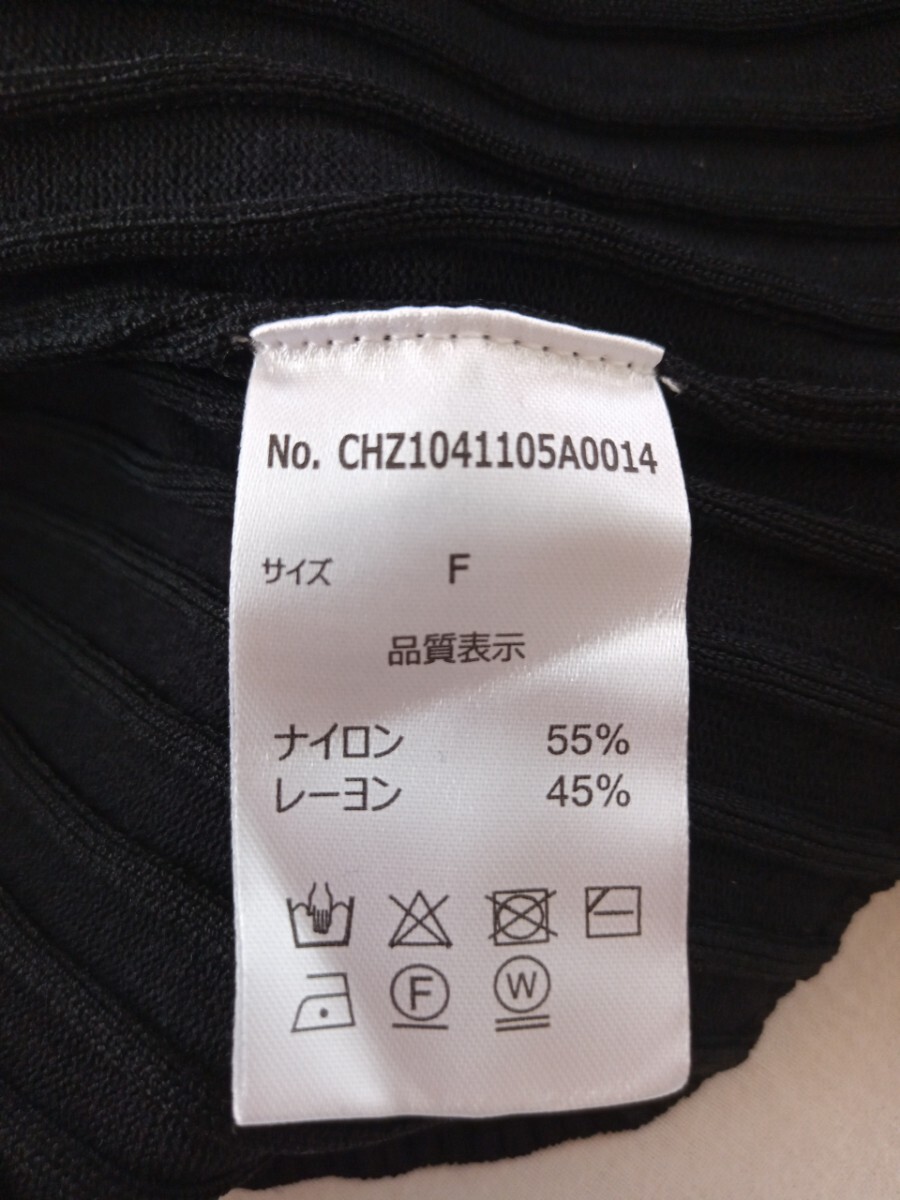 No. CHZ1041105A0014
サイズ F
品質表示
ナイロン 55%
レーヨン 45%
F W